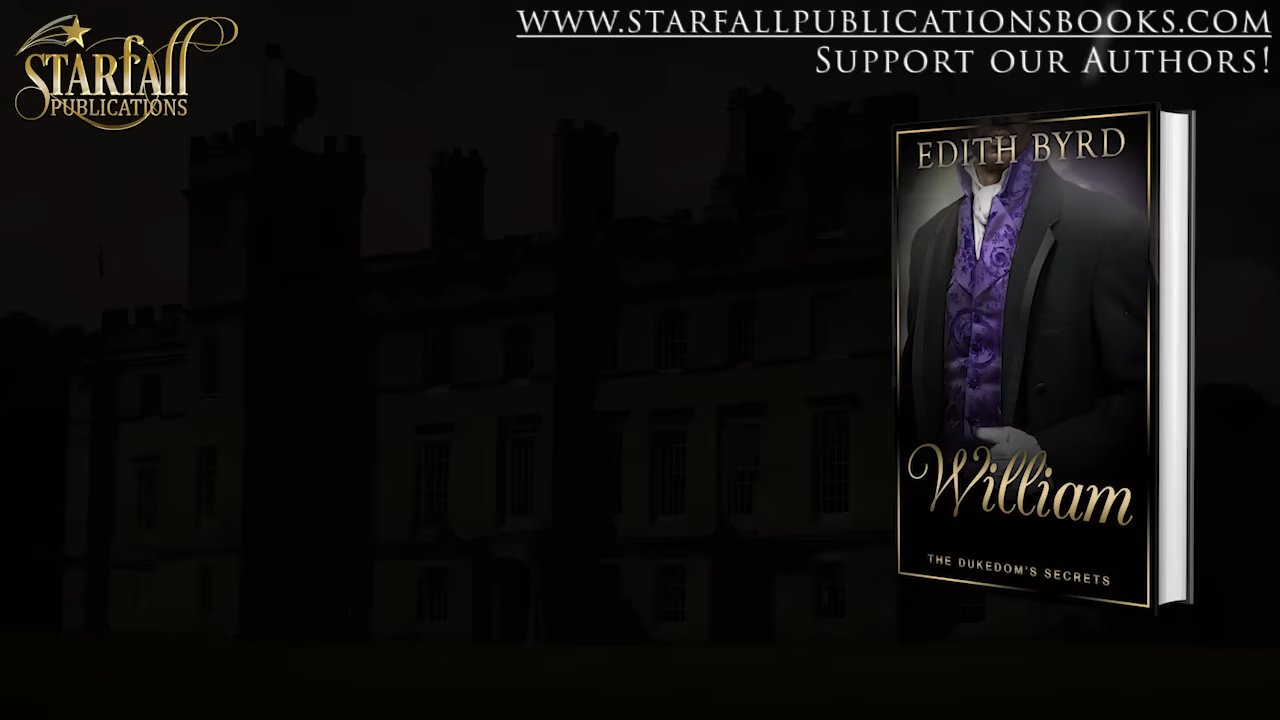 STARfall
PUBLICATIONS
WWW.STARFALLPUBLICATIONSBOOKS.COM
SUPPORT OUR AUTHORS!
EDITH BYRD
William
THE DUKEDOM'S SECRETS